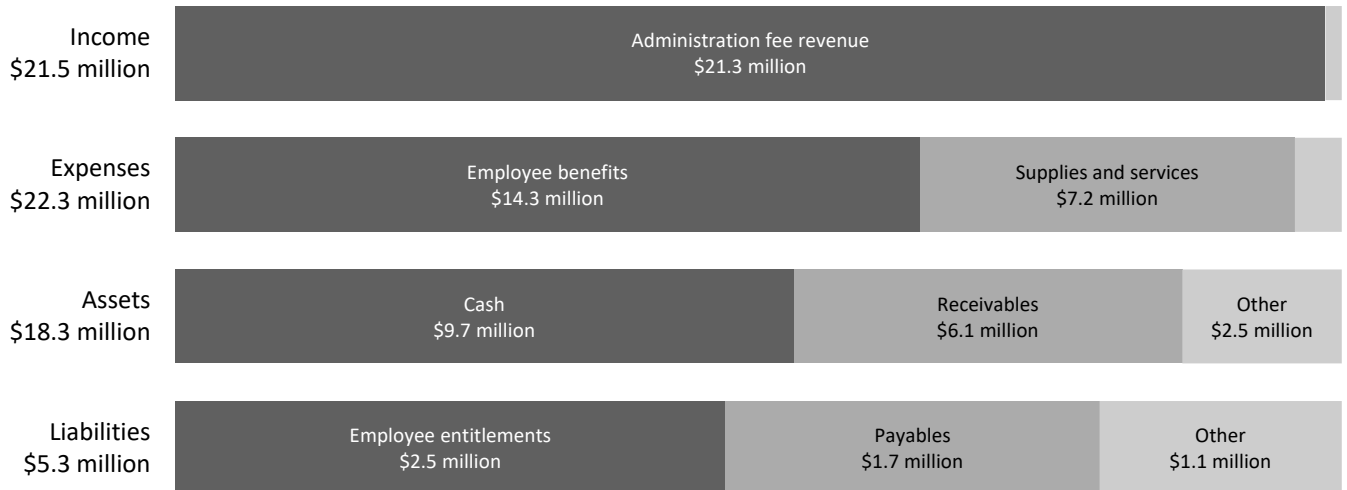 Income
$21.5 million
Administration fee revenue
$21.3 million
Expenses
$22.3 million
Employee benefits
$14.3 million
Supplies and services
$7.2 million
Assets
$18.3 million
Cash
$9.7 million
Receivables
$6.1 million
Other
$2.5 million
Liabilities
$5.3 million
Employee entitlements
$2.5 million
Payables
$1.7 million
Other
$1.1 million